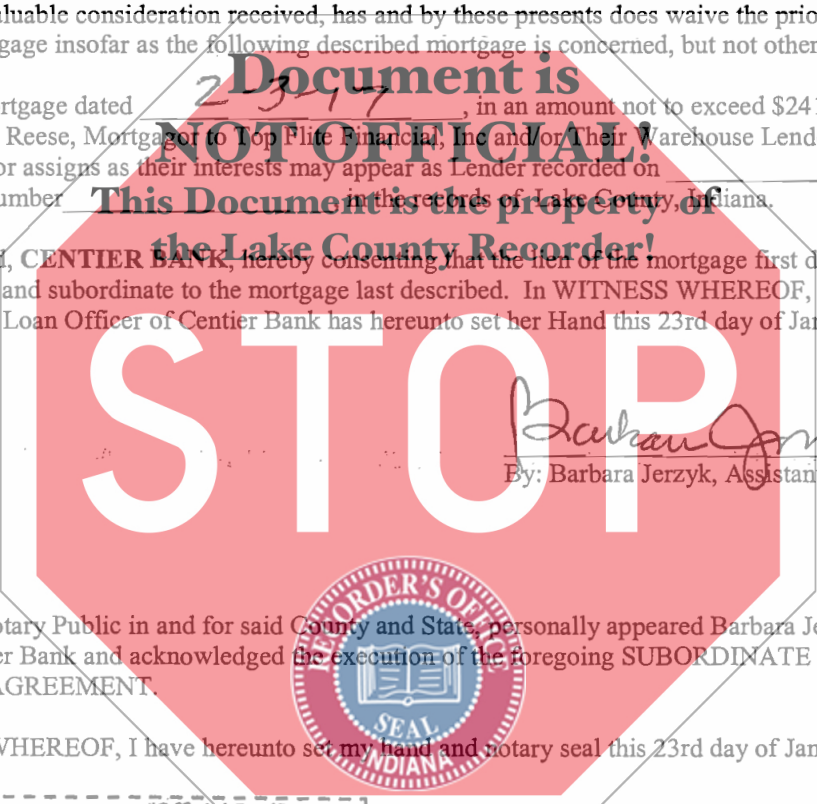 aluable consideration received, has and by these presents does waive the prio
gage insofar as the following described mortgage is concerned, but not other
Document is
rtgage dated 2-3-17, in an amount not to exceed $241
NOT OFFICIAL!
Reese, Mortgagor to Top Flite Financial, Inc and/or Their Warehouse Lend
or assigns as their interests may appear as Lender recorded on
umber in the records of Lake County, Indiana.
This Document is the property of
the Lake County Recorder!
, CENTIER BANK, hereby consenting that the lien of the mortgage first d
and subordinate to the mortgage last described. In WITNESS WHEREOF,
Loan Officer of Centier Bank has hereunto set her Hand this 23rd day of Jan
STOP
By: Barbara Jerzyk, Assistan
RECORDER'S OFFICE
otary Public in and for said County and State, personally appeared Barbara Je
er Bank and acknowledged the execution of the foregoing SUBORDINATE
AGREEMENT.
SEAL
INDIANA
WHEREOF, I have hereunto set my hand and notary seal this 23rd day of Jan